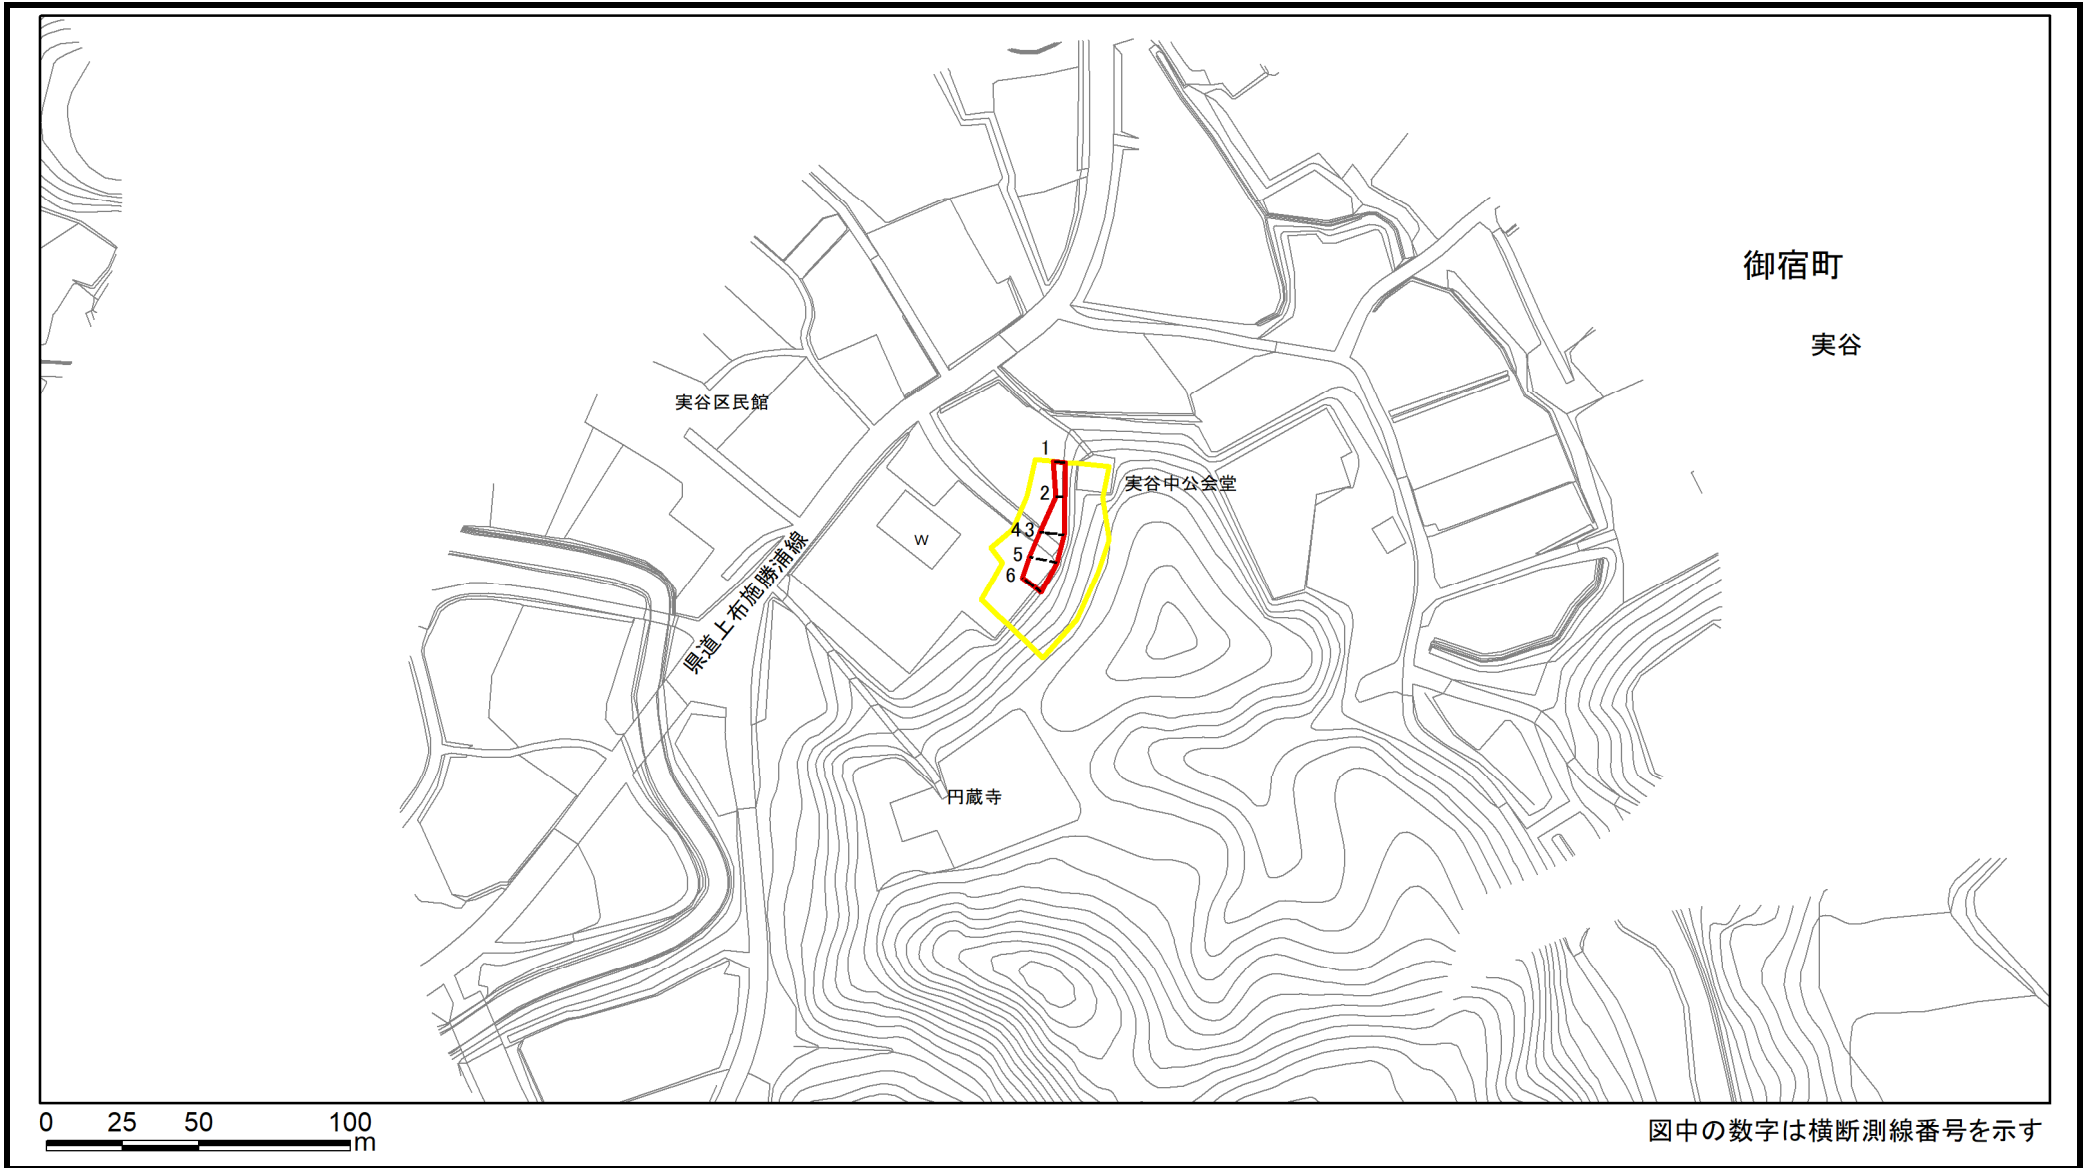 御宿町
実谷
実谷区民館
1
実谷中公会堂
2
43
W
5
6
県道上布施勝浦線
円蔵寺
0 25 50 100
m
図中の数字は横断測線番号を示す